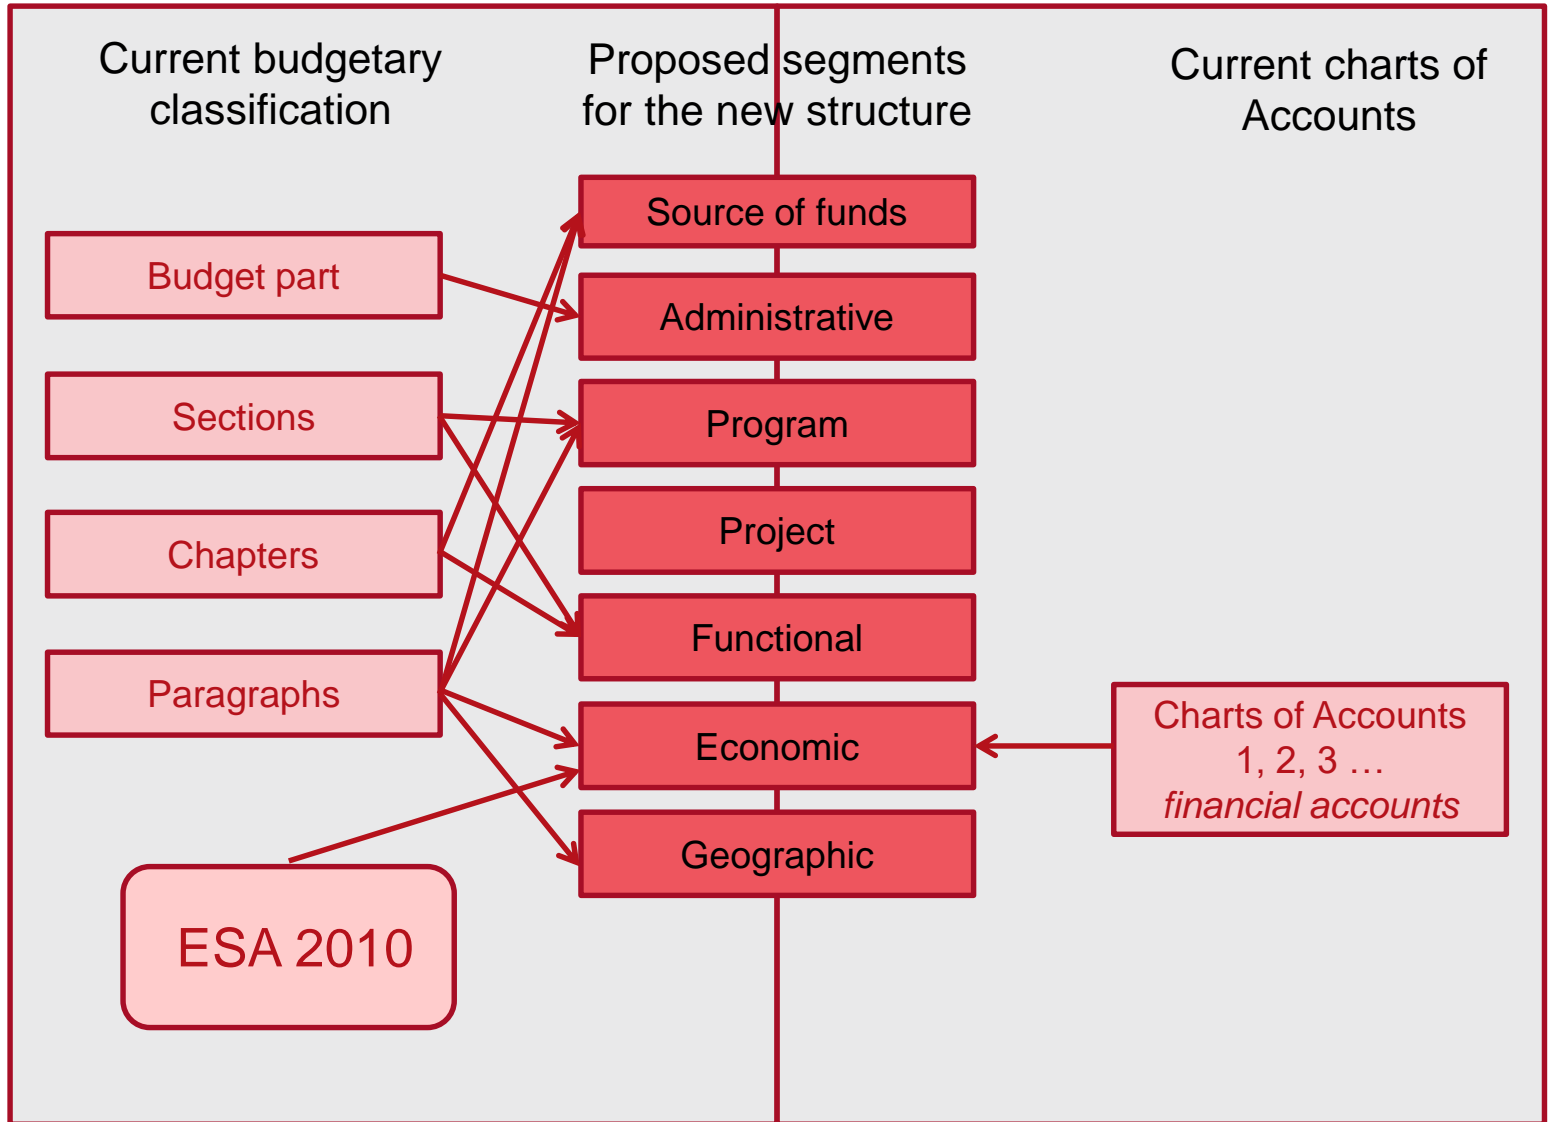 Current budgetary
classification
Proposed segments
for the new structure
Current charts of
Accounts
Budget part
Sections
Chapters
Paragraphs
ESA 2010
Source of funds
Administrative
Program
Project
Functional
Economic
Geographic
Charts of Accounts
1, 2, 3 …
financial accounts